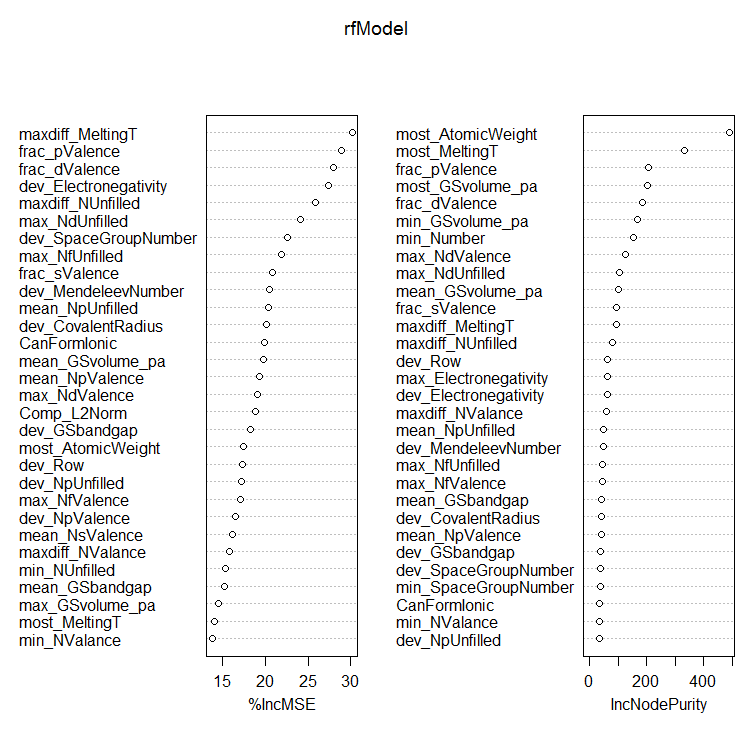 rfModel
maxdiff_MeltingT
frac_pValence
frac_dValence
dev_Electronegativity
maxdiff_NUnfilled
max_NdUnfilled
dev_SpaceGroupNumber
max_NfUnfilled
frac_sValence
dev_MendeleevNumber
mean_NpUnfilled
dev_CovalentRadius
CanFormIonic
mean_GSvolume_pa
mean_NpValence
max_NdValence
Comp_L2Norm
dev_GSbandgap
most_AtomicWeight
dev_Row
dev_NpUnfilled
max_NfValence
dev_NpValence
mean_NsValence
maxdiff_NValance
min_NUnfilled
mean_GSbandgap
max_GSvolume_pa
most_MeltingT
min_NValance
15 20 25 30
%IncMSE
most_AtomicWeight
most_MeltingT
frac_pValence
most_GSvolume_pa
frac_dValence
min_GSvolume_pa
min_Number
max_NdValence
max_NdUnfilled
mean_GSvolume_pa
frac_sValence
maxdiff_MeltingT
maxdiff_NUnfilled
dev_Row
max_Electronegativity
dev_Electronegativity
maxdiff_NValance
mean_NpUnfilled
dev_MendeleevNumber
max_NfUnfilled
max_NfValence
mean_GSbandgap
dev_CovalentRadius
mean_NpValence
dev_GSbandgap
dev_SpaceGroupNumber
min_SpaceGroupNumber
CanFormIonic
min_NValance
dev_NpUnfilled
0 200 400
IncNodePurity